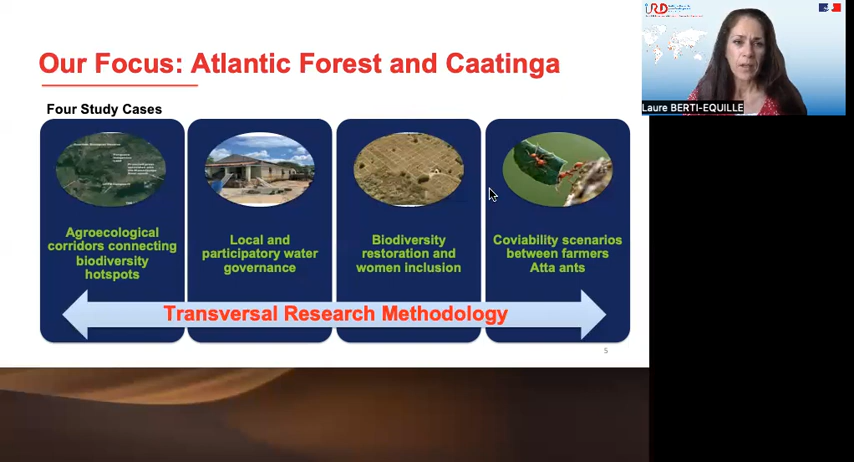 Our Focus: Atlantic Forest and Caatinga
Four Study Cases
Agroecological
corridors connecting
biodiversity
hotspots
Local and
participatory water
governance
Biodiversity
restoration and
women inclusion
Coviability scenarios
between farmers
Atta ants
Transversal Research Methodology
5
IRD
Laure BERTI-EQUILLE